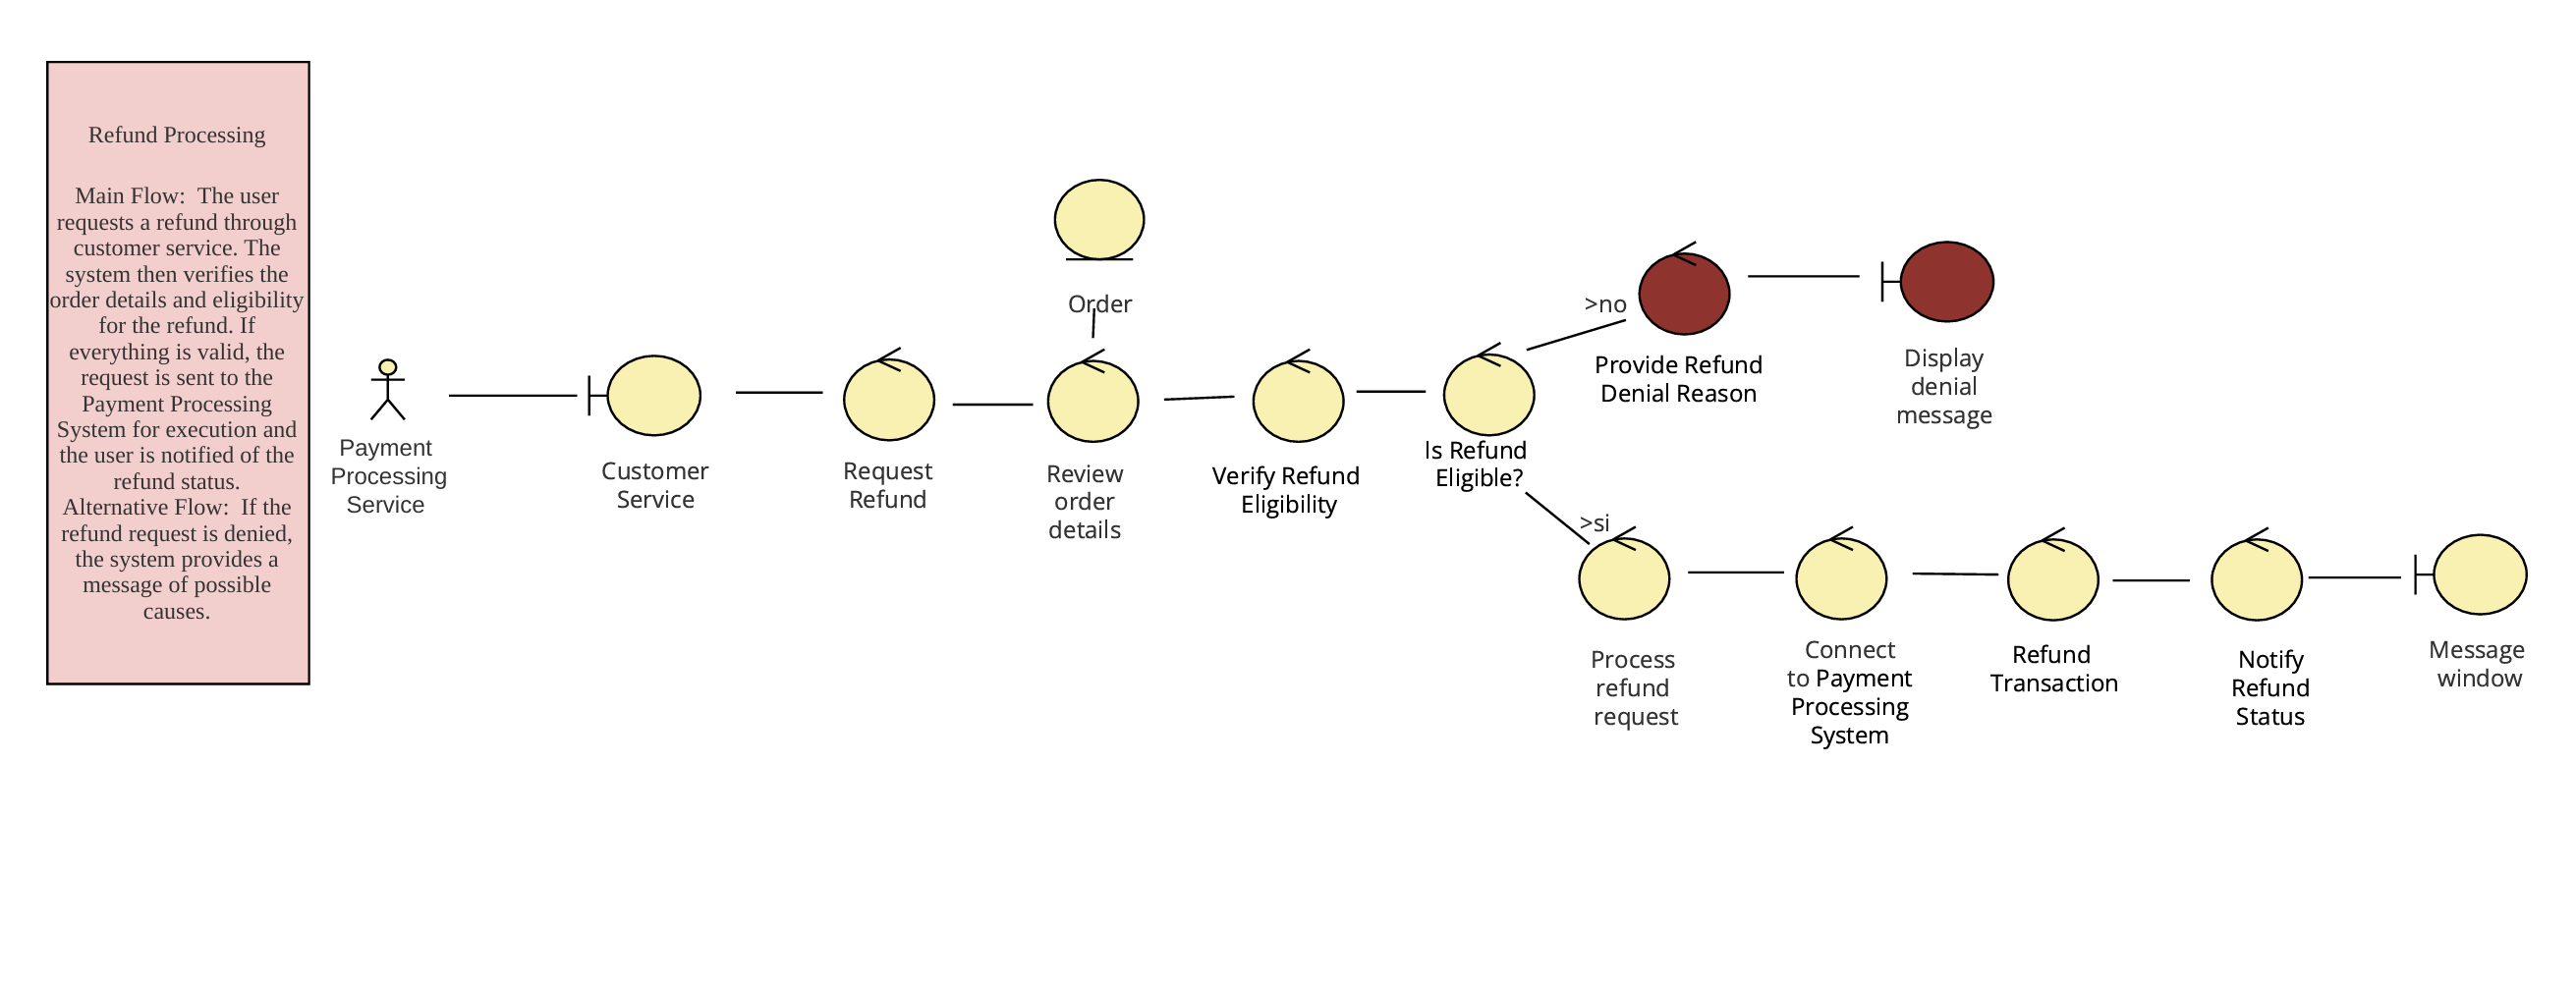 Refund Processing
Main Flow:  The user
requests a refund through
customer service. The
system then verifies the
order details and eligibility
for the refund. If
everything is valid, the
request is sent to the
Payment Processing
System for execution and
the user is notified of the
refund status.
Alternative Flow:  If the
refund request is denied,
the system provides a
message of possible
causes.
Payment
Processing
Service
Customer
Service
Request
Refund
Order
Review
order
details
Verify Refund
Eligibility
Is Refund
Eligible?
>no
Provide Refund
Denial Reason
Display
denial
message
>si
Process
refund
request
Connect
to Payment
Processing
System
Refund
Transaction
Notify
Refund
Status
Message
window